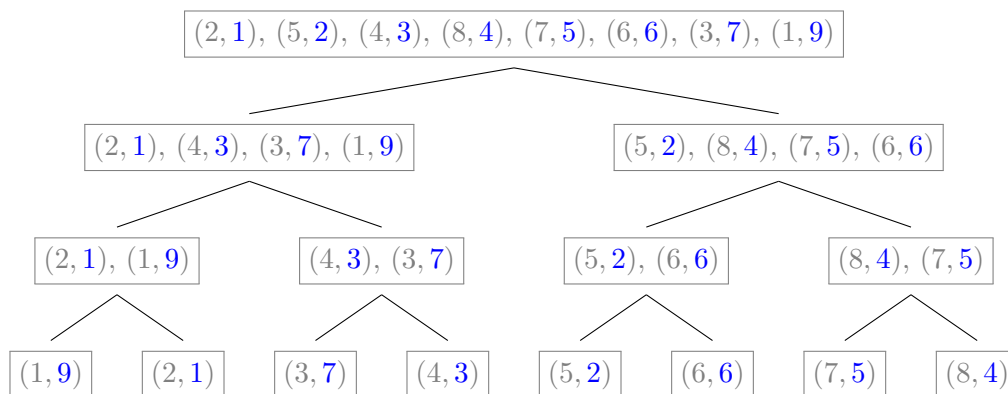 (2, 1), (5, 2), (4, 3), (8, 4), (7, 5), (6, 6), (3, 7), (1, 9)
(2, 1), (4, 3), (3, 7), (1, 9) (5, 2), (8, 4), (7, 5), (6, 6)
(2, 1), (1, 9) (4, 3), (3, 7) (5, 2), (6, 6) (8, 4), (7, 5)
(1, 9) (2, 1) (3, 7) (4, 3) (5, 2) (6, 6) (7, 5) (8, 4)